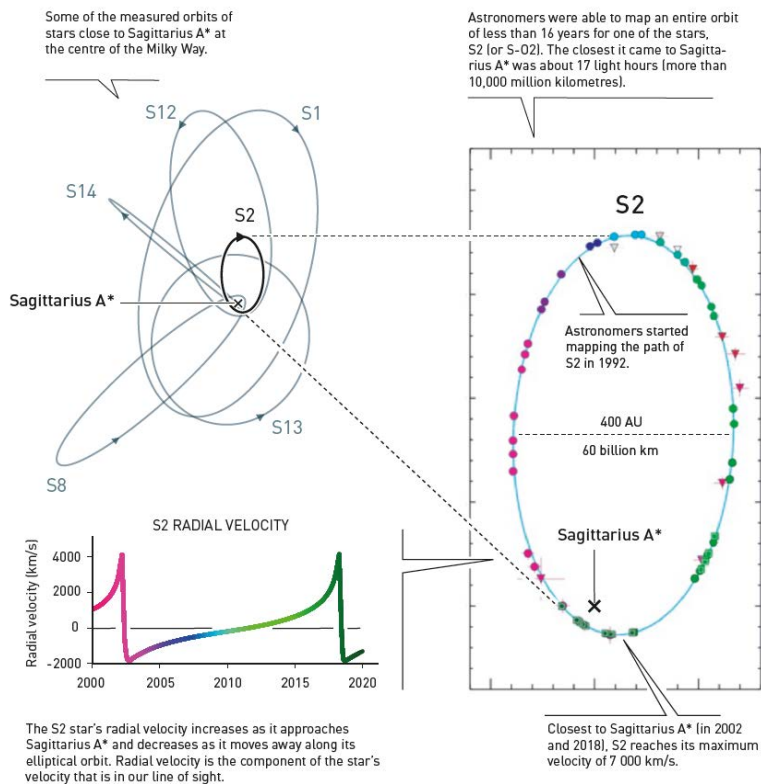 Some of the measured orbits of
stars close to Sagittarius A* at
the centre of the Milky Way.
Astronomers were able to map an entire orbit
of less than 16 years for one of the stars,
S2 (or S-02). The closest it came to Sagitta-
rius A* was about 17 light hours (more than
10,000 million kilometres).
S12
S1
S14
S2
Sagittarius A*
S13
S8
S2
Astronomers started
mapping the path of
S2 in 1992.
400 AU
60 billion km
Sagittarius A*
S2 RADIAL VELOCITY
Radial velocity (km/s)
4000
2000
0
-2000
2000
2005
2010
2015
2020
The S2 star's radial velocity increases as it approaches
Sagittarius A* and decreases as it moves away along its
elliptical orbit. Radial velocity is the component of the star's
velocity that is in our line of sight.
Closest to Sagittarius A* (in 2002
and 2018), S2 reaches its maximum
velocity of 7 000 km/s.